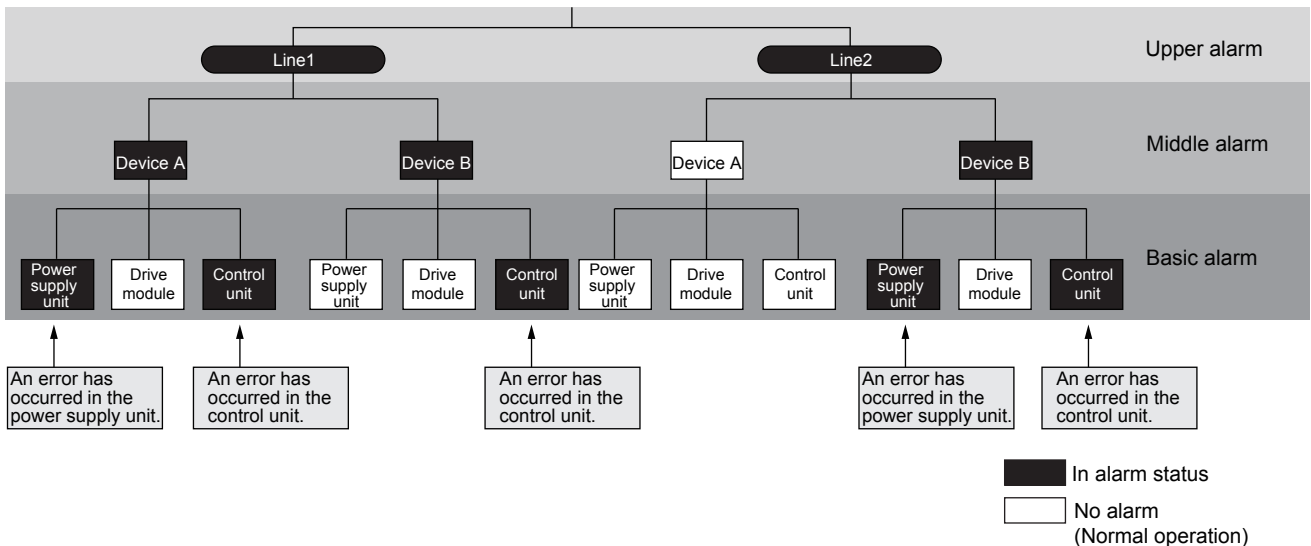 Line1
Line2
Upper alarm
Device A
Device B
Device A
Device B
Middle alarm
Power
supply
unit
Drive
module
Control
unit
Power
supply
unit
Drive
module
Control
unit
Power
supply
unit
Drive
module
Control
unit
Power
supply
unit
Drive
module
Control
unit
Basic alarm
An error has
occurred in the
power supply unit.
An error has
occurred in the
control unit.
An error has
occurred in the
control unit.
An error has
occurred in the
power supply unit.
An error has
occurred in the
control unit.
In alarm status
No alarm
(Normal operation)